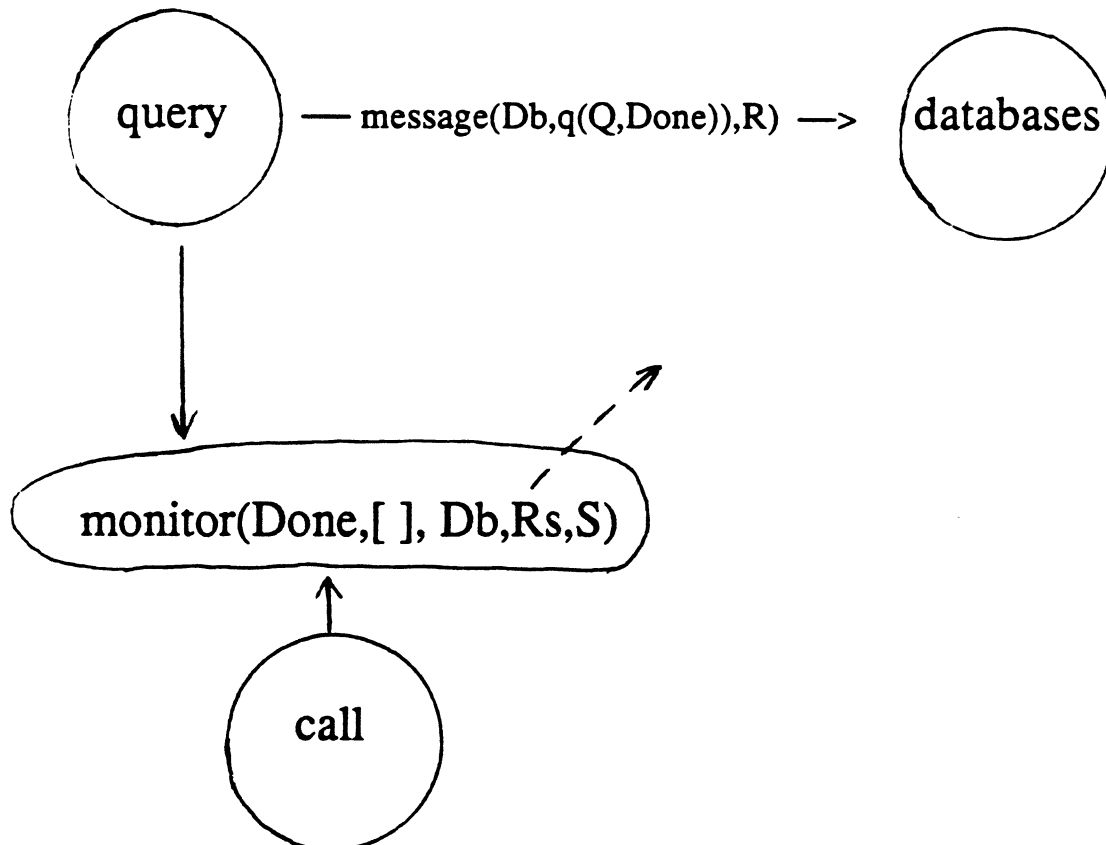 query
— message(Db,q(Q,Done)),R) —>
databases
monitor(Done,[ ], Db,Rs,S)
call